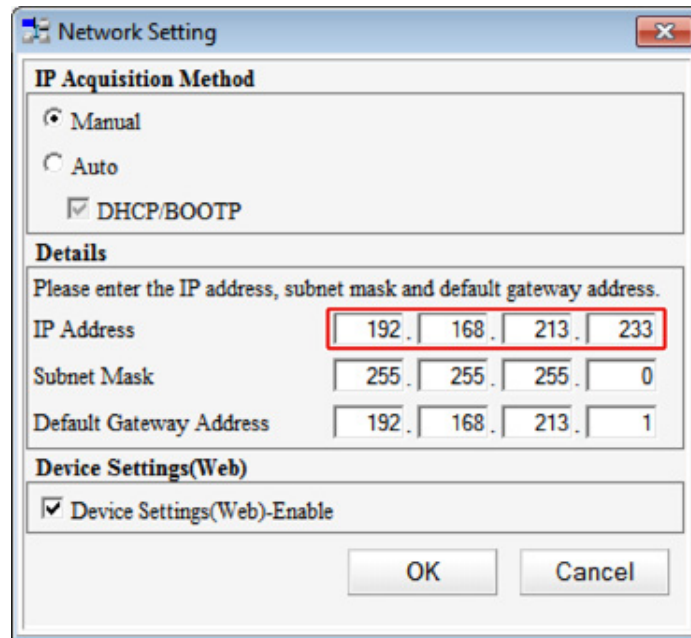 Network Setting
IP Acquisition Method
Manual
Auto
DHCP/BOOTP
Details
Please enter the IP address, subnet mask and default gateway address.
IP Address 192. 168. 213. 233
Subnet Mask 255. 255. 255. 0
Default Gateway Address 192. 168. 213. 1
Device Settings(Web)
Device Settings(Web)-Enable
OK Cancel